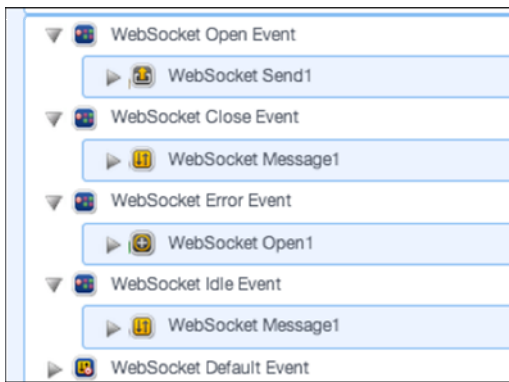 WebSocket Open Event
WebSocket Send1
WebSocket Close Event
WebSocket Message1
WebSocket Error Event
WebSocket Open1
WebSocket Idle Event
WebSocket Message1
WebSocket Default Event